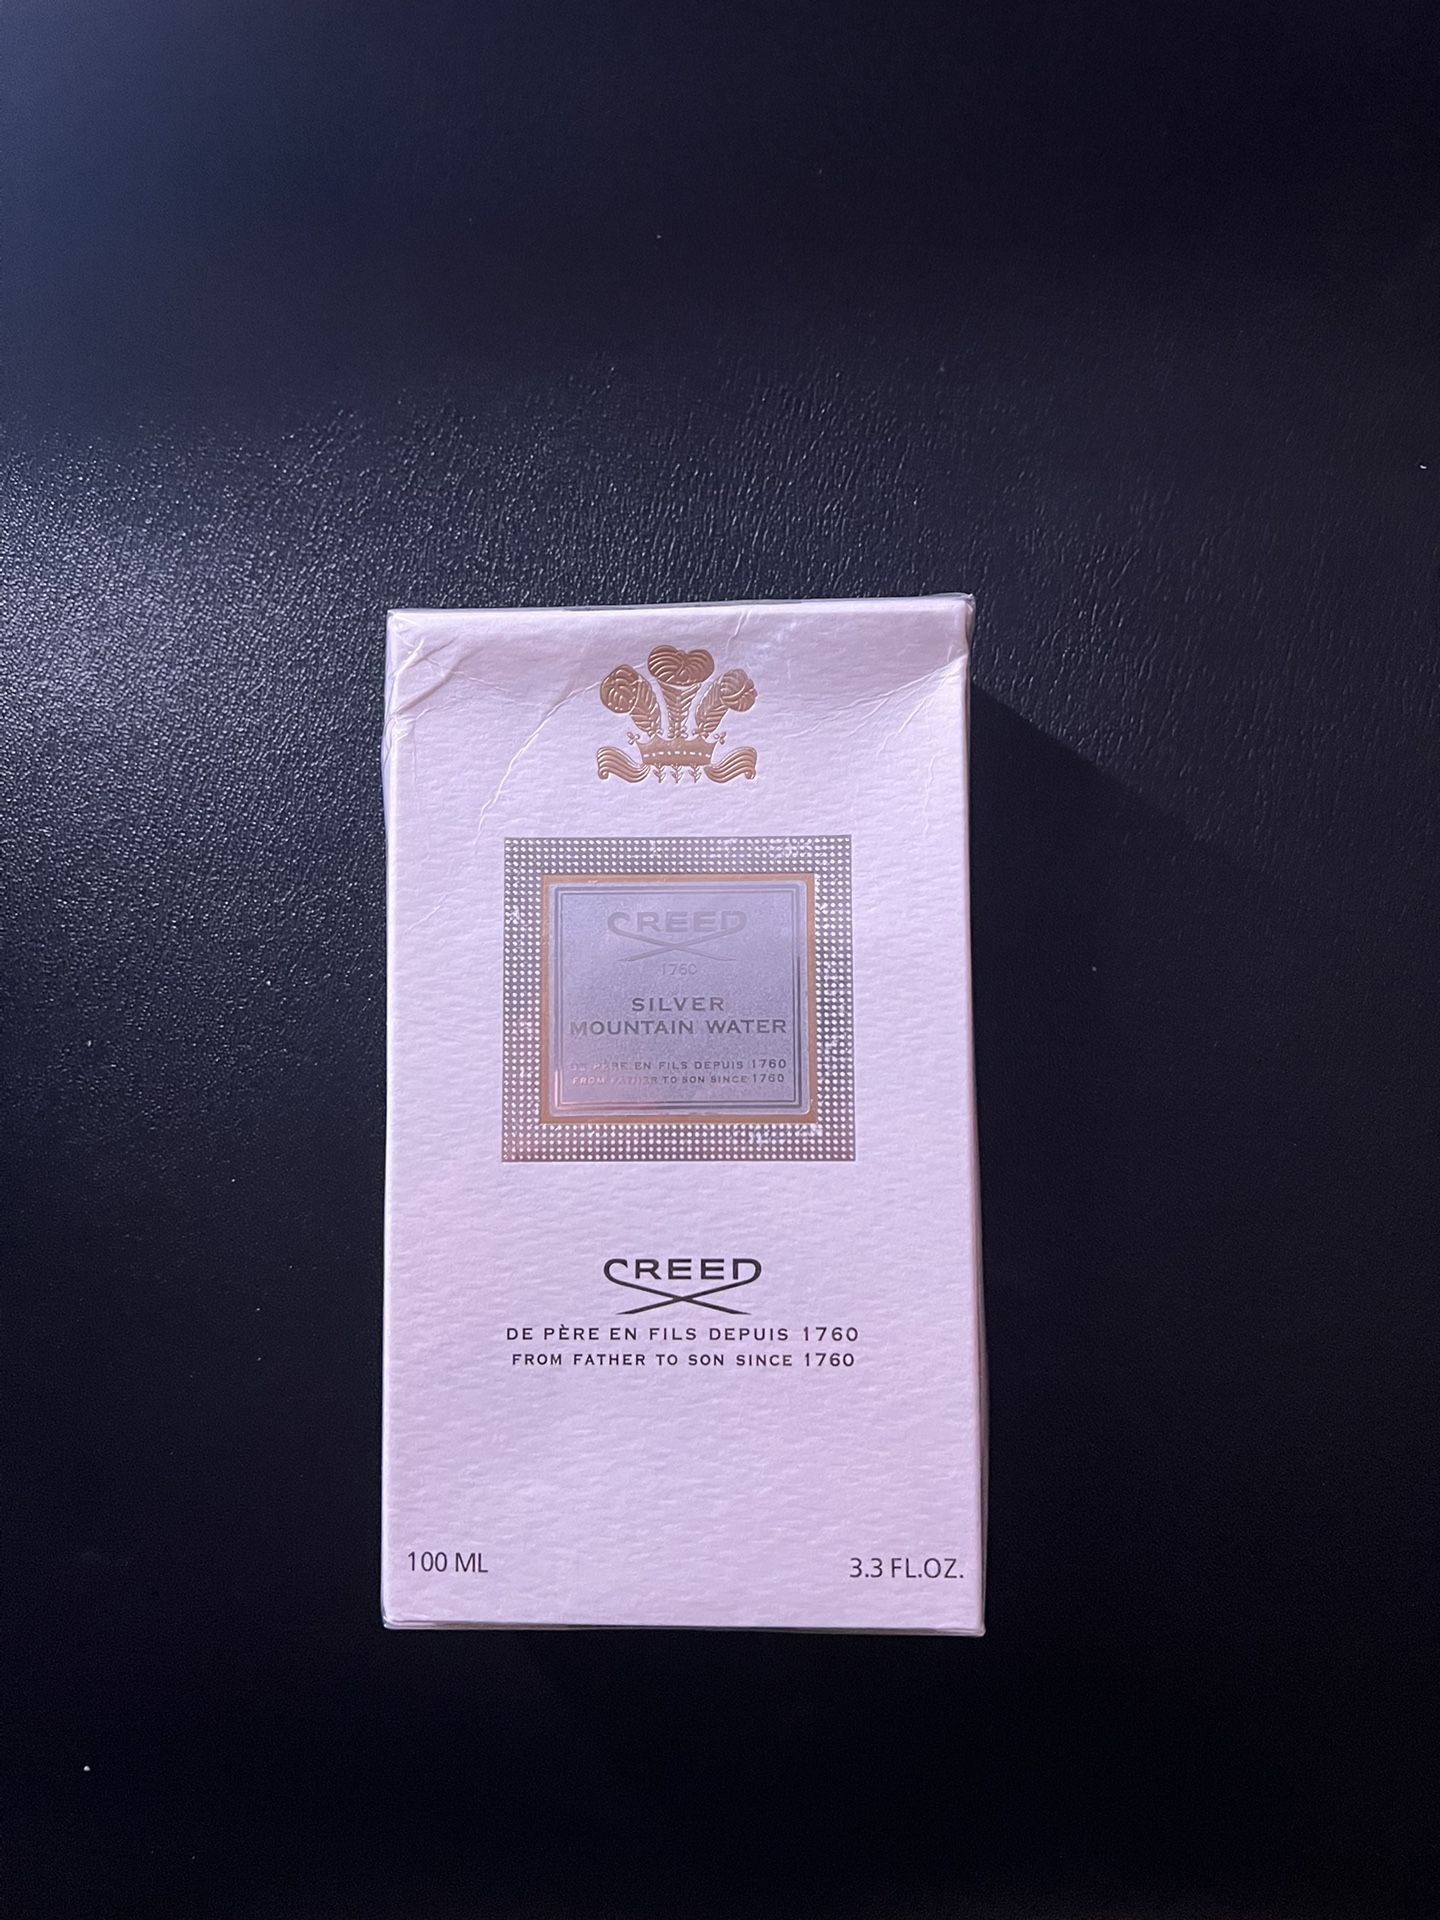 CREED
1760
SILVER
MOUNTAIN WATER
DE PÈRE EN FILS DEPUIS 1760
FROM FATHER TO SON SINCE 1760
CREED
DE PÈRE EN FILS DEPUIS 1760
FROM FATHER TO SON SINCE 1760
100 ML
3.3 FL.OZ.